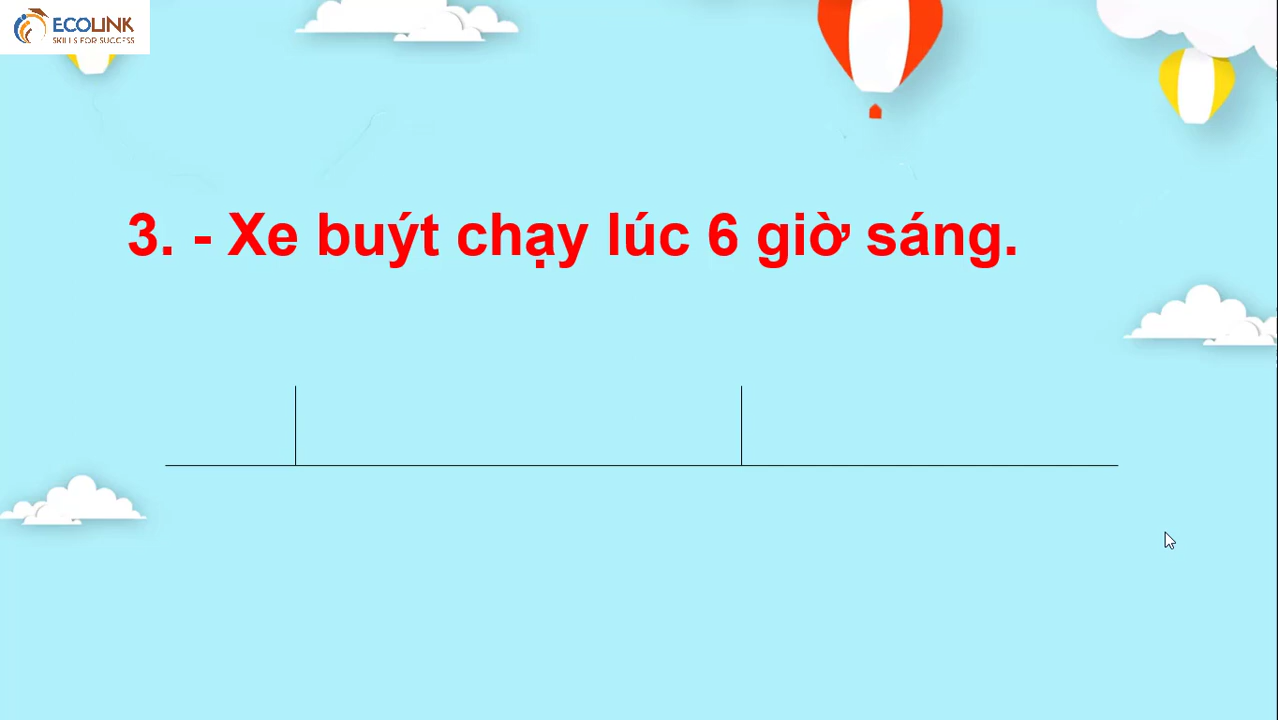 ECOLINK
SKILLS FOR SUCCESS
3. - Xe buýt chạy lúc 6 giờ sáng.